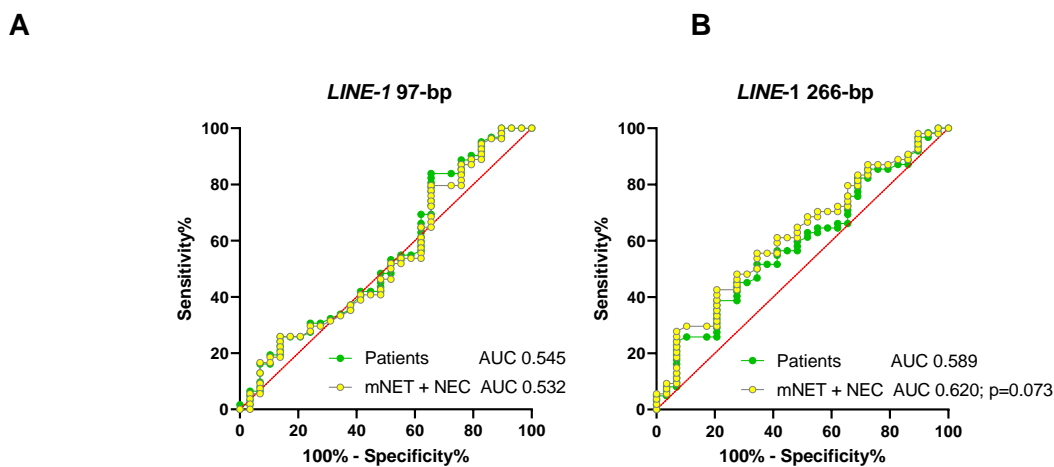 A
B
LINE-1 97-bp
100
80
60
40
20
0
Sensitivity%
Patients AUC 0.545
mNET + NEC AUC 0.532
0 20 40 60 80 100
100% - Specificity%
LINE-1 266-bp
100
80
60
40
20
0
Sensitivity%
Patients AUC 0.589
mNET + NEC AUC 0.620; p=0.073
0 20 40 60 80 100
100% - Specificity%